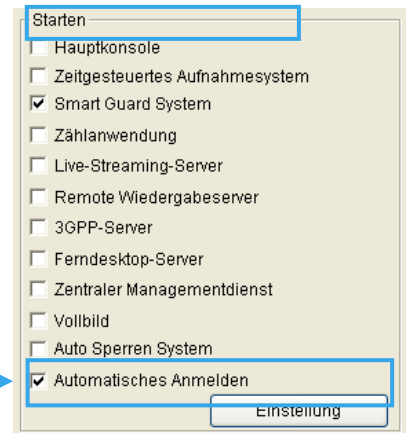 Starten
Hauptkonsole
Zeitgesteuertes Aufnahmesystem
Smart Guard System
Zählanwendung
Live-Streaming-Server
Remote Wiedergabeserver
3GPP-Server
Ferndesktop-Server
Zentraler Managementdienst
Vollbild
Auto Sperren System
Automatisches Anmelden
Einstellung